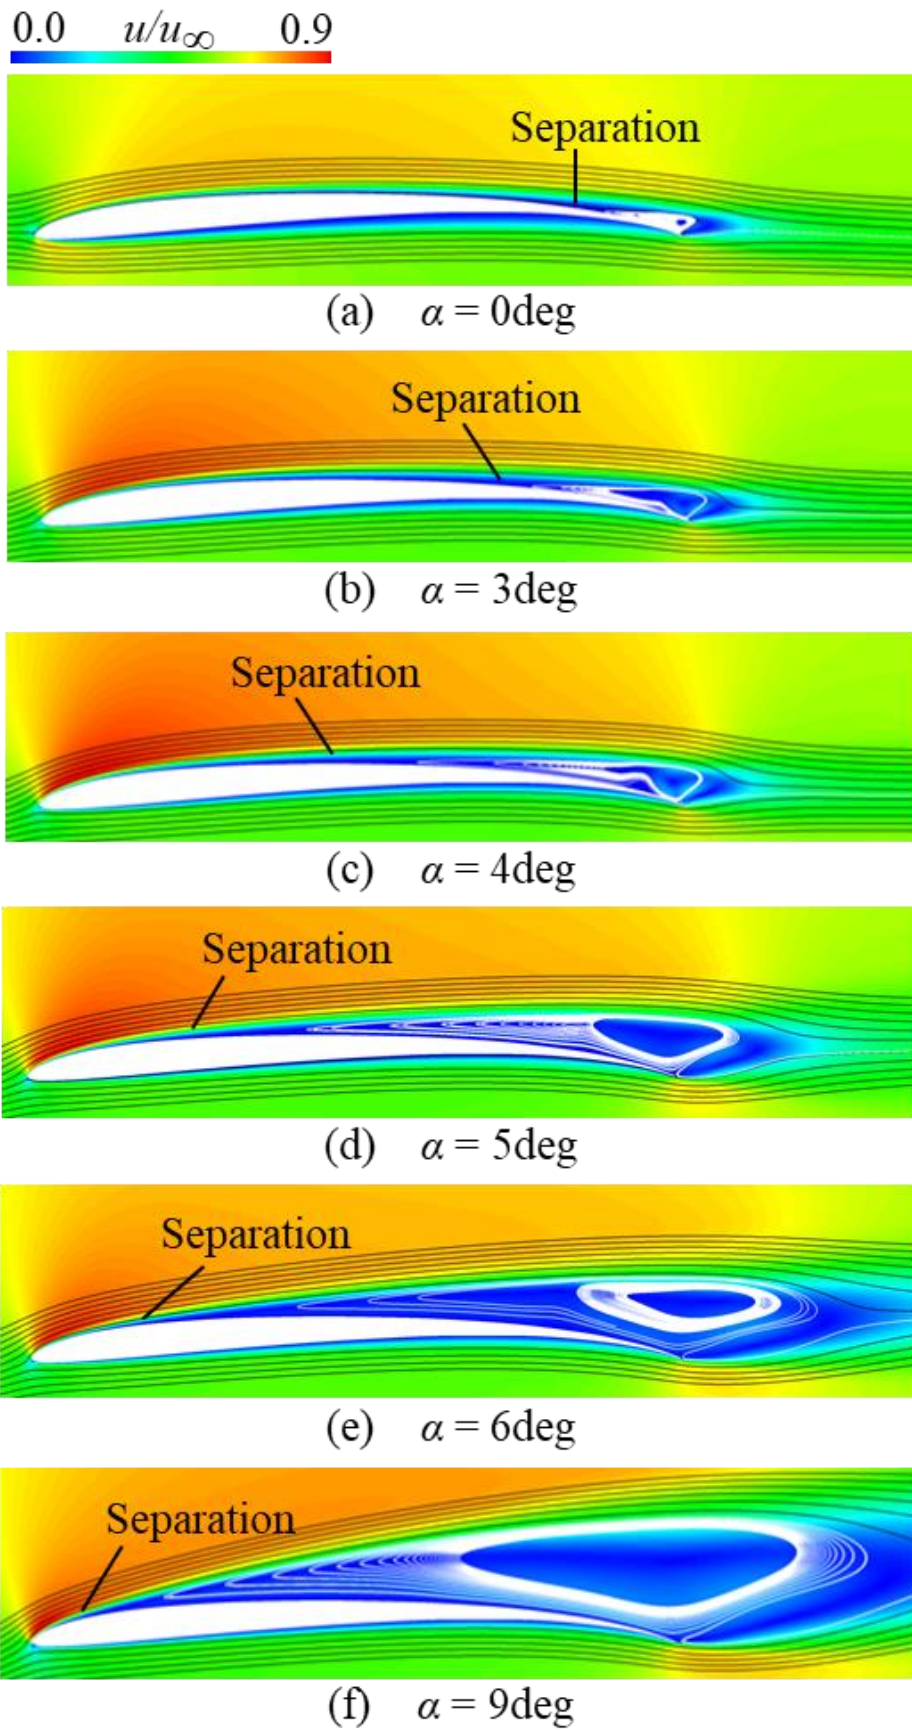 0.0 u/u∞ 0.9
Separation
(a) α = 0deg
Separation
(b) α = 3deg
Separation
(c) α = 4deg
Separation
(d) α = 5deg
Separation
(e) α = 6deg
Separation
(f) α = 9deg